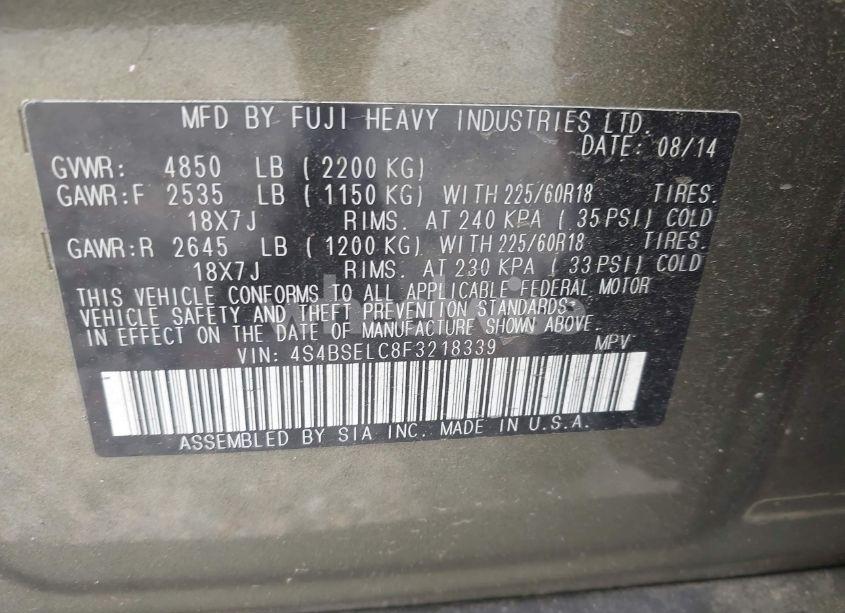 MFD BY FUJI HEAVY INDUSTRIES LTD.
DATE: 08/14
GVWR: 4850 LB ( 2200 KG)
GAWR:F 2535 LB ( 1150 KG) WITH 225/60R18 TIRES.
18X7J RIMS. AT 240 KPA ( 35 PSI) COLD
GAWR:R 2645 LB ( 1200 KG) WITH 225/60R18 TIRES.
18X7J RIMS. AT 230 KPA ( 33 PSI) COLD
THIS VEHICLE CONFORMS TO ALL APPLICABLE FEDERAL MOTOR
VEHICLE SAFETY AND THEFT PREVENTION STANDARDS
IN EFFECT ON THE DATE OF MANUFACTURE SHOWN ABOVE.
VIN: 4S4BSELC8F3218339 MPV
ASSEMBLED BY SIA INC. MADE IN U.S.A.